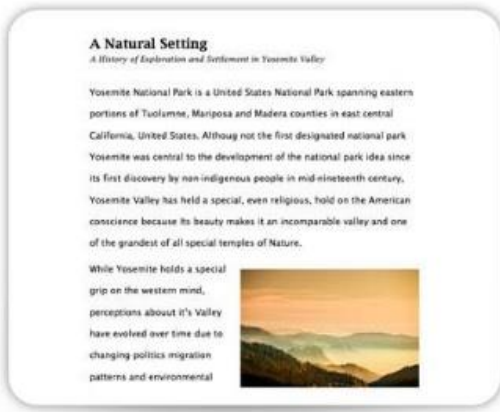 A Natural Setting
A History of Exploration and Settlement in Yosemite Valley
Yosemite National Park is a United States National Park spanning eastern
portions of Tuolumne, Mariposa and Madera counties in east central
California, United States. Althoug not the first designated national park
Yosemite was central to the development of the national park idea since
its first discovery by non-indigenous people in mid-nineteenth century,
Yosemite Valley has held a special, even religious, hold on the American
conscience because its beauty makes it an incomparable valley and one
of the grandest of all special temples of Nature.
While Yosemite holds a special
grip on the western mind,
perceptions abouut it's Valley
have evolved over time due to
changing politics migration
patterns and environmental